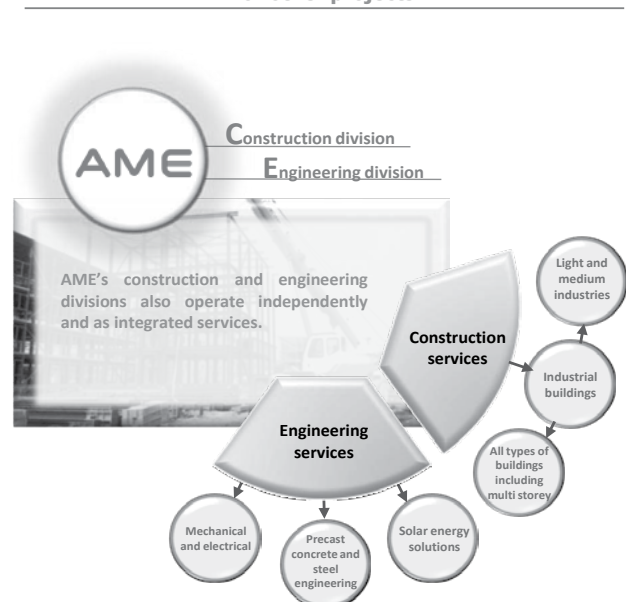 AME
Construction division
Engineering division
AME's construction and engineering
divisions also operate independently
and as integrated services.
Construction
services
Light and
medium
industries
Industrial
buildings
All types of
buildings
including
multi storey
Engineering
services
Mechanical
and electrical
Precast
concrete and
steel
engineering
Solar energy
solutions